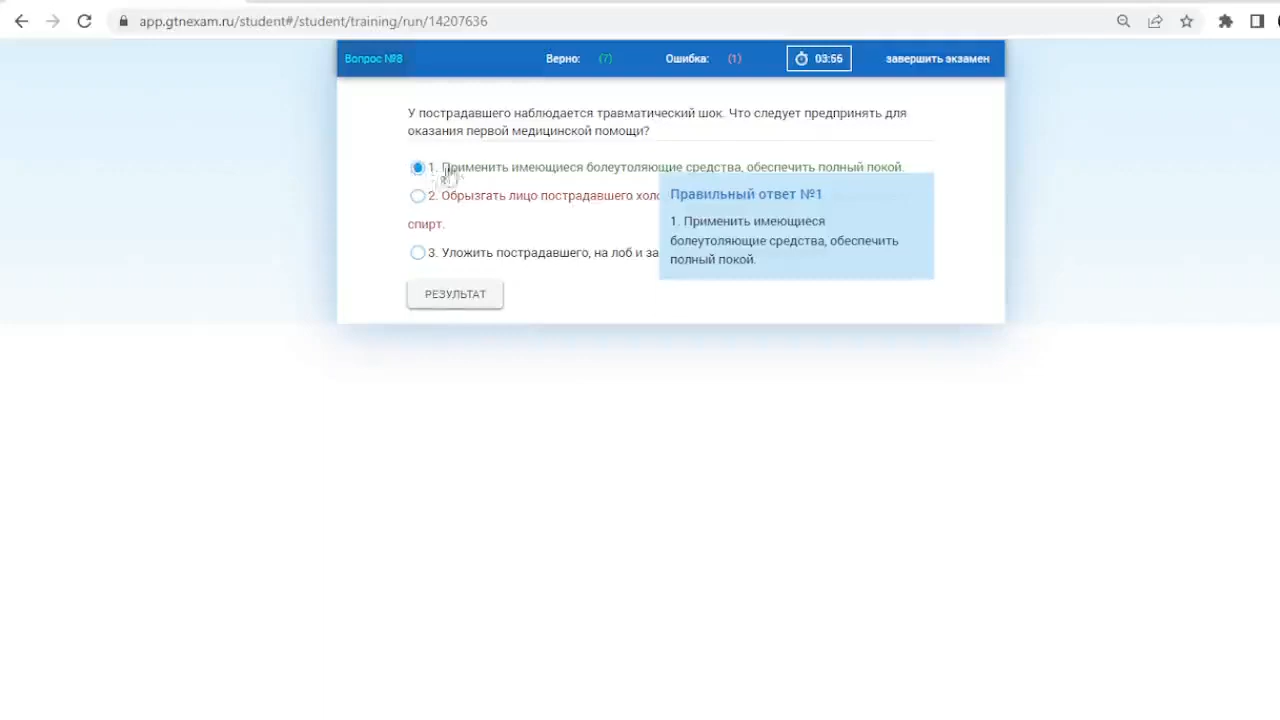 app.gtnexam.ru/student#/student/training/run/14207636
Вопрос №8 Верно: (7) Ошибка: (1) 03:56 завершить экзамен
У пострадавшего наблюдается травматический шок. Что следует предпринять для
оказания первой медицинской помощи?
1. Применить имеющиеся болеутоляющие средства, обеспечить полный покой.
2. Обрызгать лицо пострадавшего холо
спирт.
3. Уложить пострадавшего, на лоб и за
Правильный ответ №1
1. Применить имеющиеся
болеутоляющие средства, обеспечить
полный покой.
РЕЗУЛЬТАТ